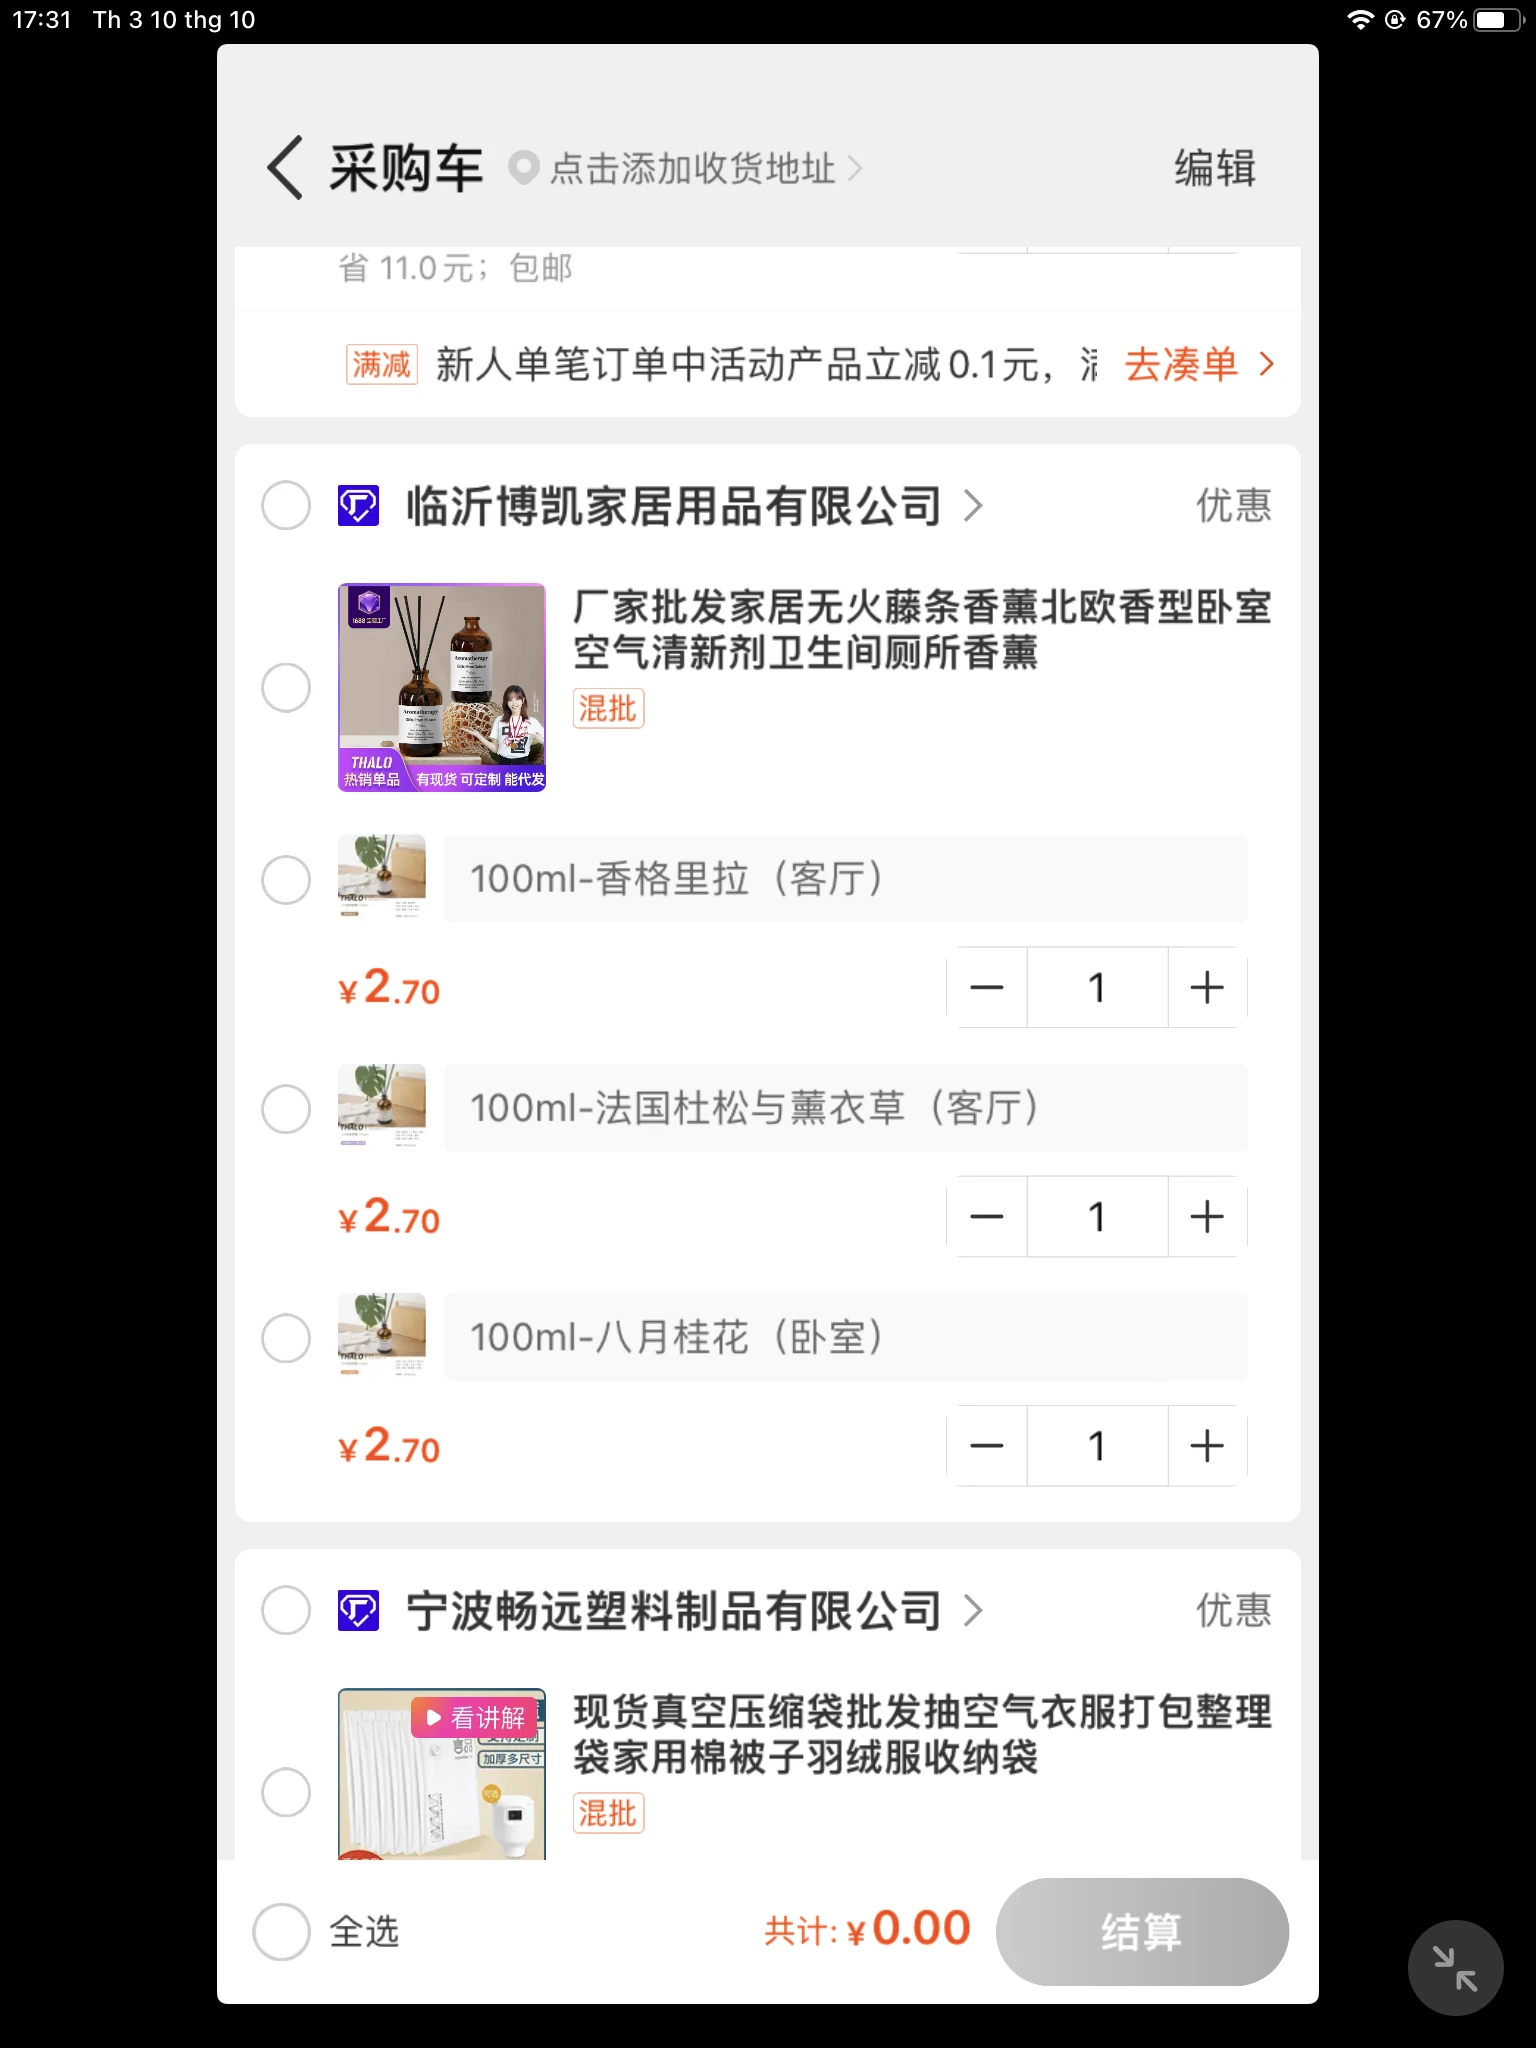 17:31 Th 3 10 thg 10 67%
采购车 点击添加收货地址 编辑
省 11.0元；包邮
满减 新人单笔订单中活动产品立减0.1元， 去凑单
临沂博凯家居用品有限公司 优惠
厂家批发家居无火藤条香薰北欧香型卧室
空气清新剂卫生间厕所香薰
混批
Aromatherapy
Aromatherapy
THALO
热销单品 有现货 可定制 能代发
THALO
100ml-香格里拉（客厅）
¥2.70 1
THALO
100ml-法国杜松与薰衣草（客厅）
¥2.70 1
THALO
100ml-八月桂花（卧室）
¥2.70 1
宁波畅远塑料制品有限公司 优惠
现货真空压缩袋批发抽空气衣服打包整理
袋家用棉被子羽绒服收纳袋
混批
看讲解
加厚多尺寸
全选 共计: ¥0.00 结算